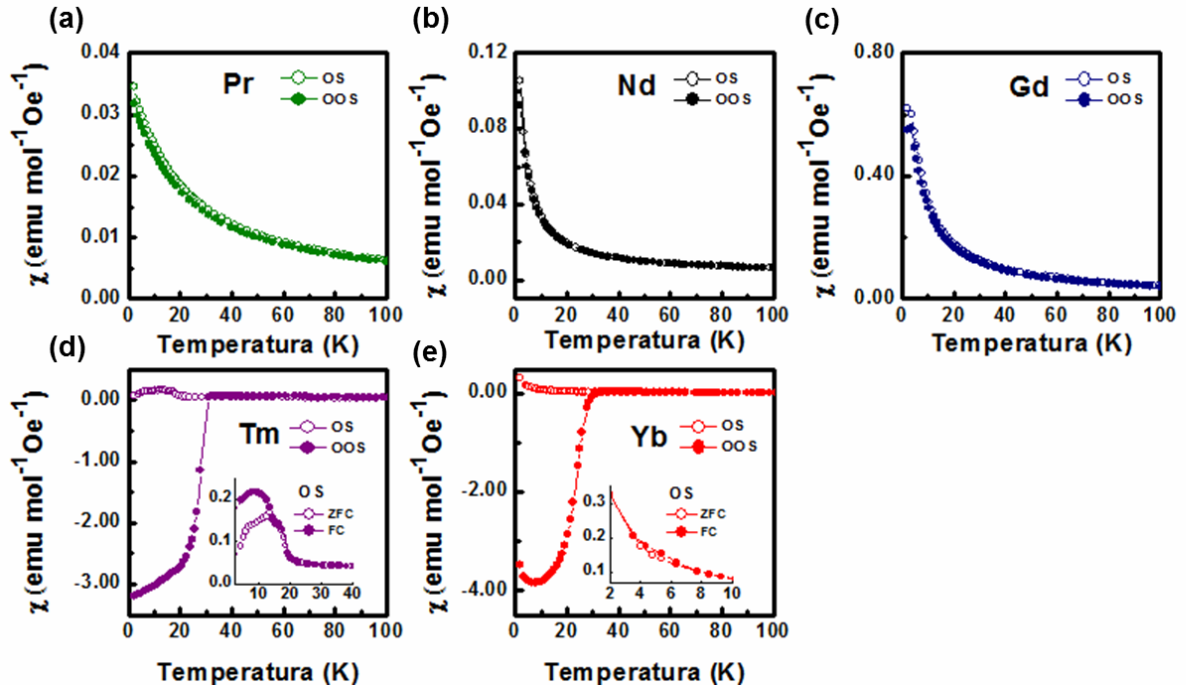 (a)
χ (emu mol⁻¹Oe⁻¹)
0.04
0.03
0.02
0.01
0.00
Pr
OS
OOS
0 20 40 60 80 100
Temperatura (K)
(b)
χ (emu mol⁻¹Oe⁻¹)
0.12
0.08
0.04
0.00
Nd
OS
OOS
0 20 40 60 80 100
Temperatura (K)
(c)
χ (emu mol⁻¹Oe⁻¹)
0.80
0.40
0.00
Gd
OS
OOS
0 20 40 60 80 100
Temperatura (K)
(d)
χ (emu mol⁻¹Oe⁻¹)
0.00
-1.00
-2.00
-3.00
Tm
OS
OOS
0.2
0.1
0.0
OS
ZFC
FC
10 20 30 40
0 20 40 60 80 100
Temperatura (K)
(e)
χ (emu mol⁻¹Oe⁻¹)
0.00
-2.00
-4.00
Yb
OS
OOS
0.3
0.2
0.1
OS
ZFC
FC
2 4 6 8 10
0 20 40 60 80 100
Temperatura (K)